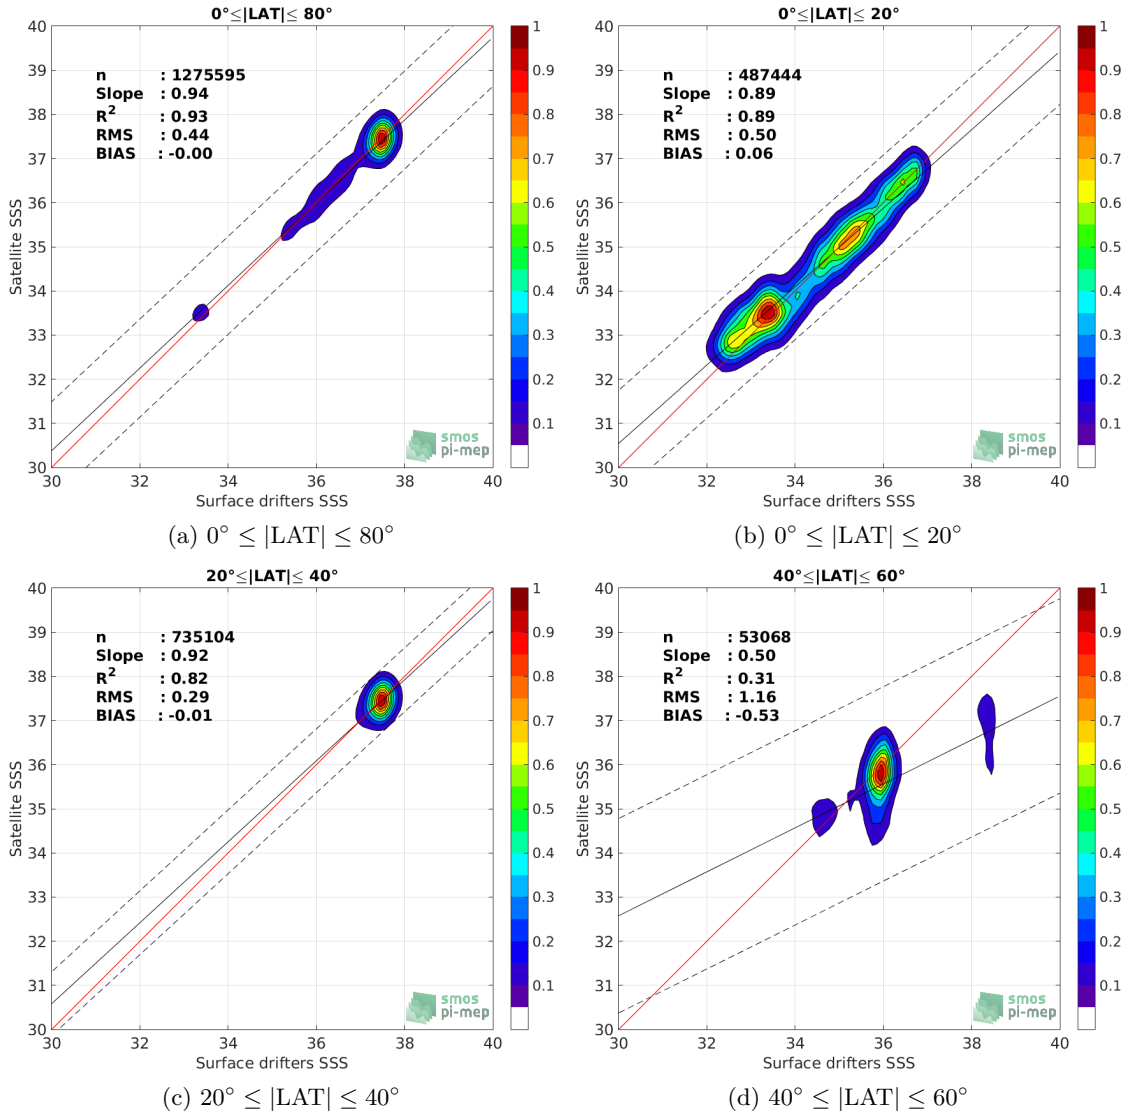 0°≤|LAT|≤ 80°
n : 1275595
Slope : 0.94
R²  : 0.93
RMS : 0.44
BIAS : -0.00
Satellite SSS
40
39
38
37
36
35
34
33
32
31
30
30 32 34 36 38 40
Surface drifters SSS
1
0.9
0.8
0.7
0.6
0.5
0.4
0.3
0.2
0.1
smos
pi-mep
(a) 0° ≤ |LAT| ≤ 80°
0°≤|LAT|≤ 20°
n : 487444
Slope : 0.89
R² : 0.89
RMS : 0.50
BIAS : 0.06
Satellite SSS
40
39
38
37
36
35
34
33
32
31
30
30 32 34 36 38 40
Surface drifters SSS
1
0.9
0.8
0.7
0.6
0.5
0.4
0.3
0.2
0.1
smos
pi-mep
(b) 0° ≤ |LAT| ≤ 20°
20°≤|LAT|≤ 40°
n : 735104
Slope : 0.92
R² : 0.82
RMS : 0.29
BIAS : -0.01
Satellite SSS
40
39
38
37
36
35
34
33
32
31
30
30 32 34 36 38 40
Surface drifters SSS
1
0.9
0.8
0.7
0.6
0.5
0.4
0.3
0.2
0.1
smos
pi-mep
(c) 20° ≤ |LAT| ≤ 40°
40°≤|LAT|≤ 60°
n : 53068
Slope : 0.50
R² : 0.31
RMS : 1.16
BIAS : -0.53
Satellite SSS
40
39
38
37
36
35
34
33
32
31
30
30 32 34 36 38 40
Surface drifters SSS
1
0.9
0.8
0.7
0.6
0.5
0.4
0.3
0.2
0.1
smos
pi-mep
(d) 40° ≤ |LAT| ≤ 60°